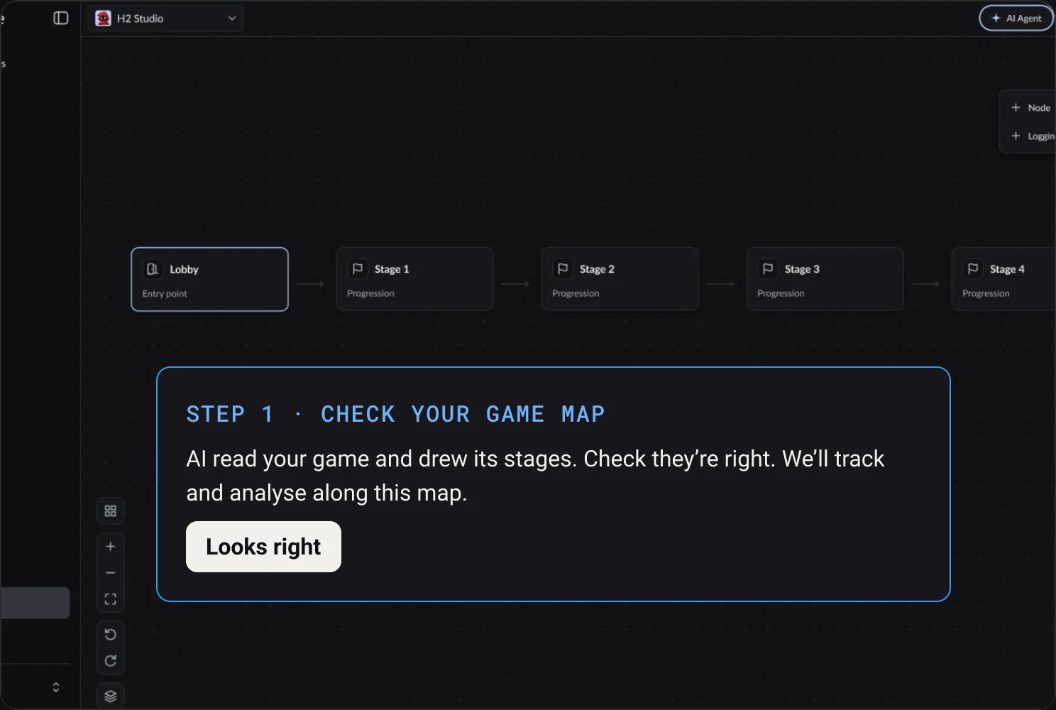 H2 Studio
AI Agent
Node
Lobby
Entry point
Stage 1
Progression
Stage 2
Progression
Stage 3
Progression
Stage 4
Progression
STEP 1 · CHECK YOUR GAME MAP
AI read your game and drew its stages. Check they’re right. We’ll track
and analyse along this map.
Looks right